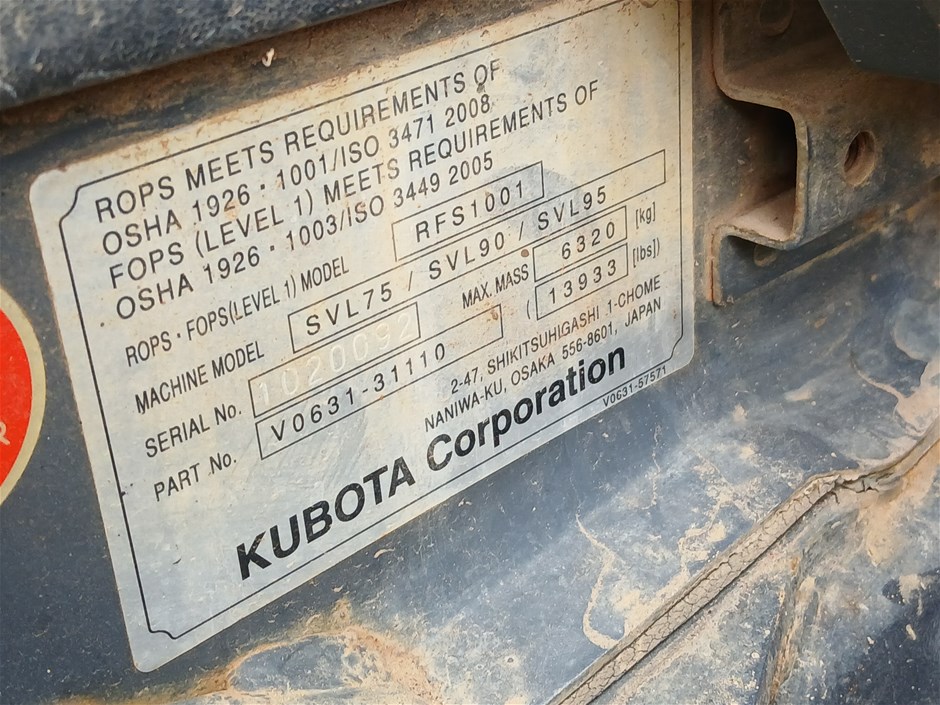 ROPS MEETS REQUIREMENTS OF
OSHA 1926・1001/ISO 3471 2008
FOPS (LEVEL 1) MEETS REQUIREMENTS OF
OSHA 1926・1003/ISO 3449 2005
ROPS・FOPS(LEVEL 1) MODEL RFS1001
MACHINE MODEL SVL75 / SVL90 / SVL95
SERIAL No. 1020092 MAX. MASS 6320 [kg]
PART No. V0631-31110 ( 13933 [lbs])
2-47, SHIKITSUHIGASHI 1-CHOME
NANIWA-KU, OSAKA 556-8601, JAPAN
KUBOTA Corporation
V0631-57571